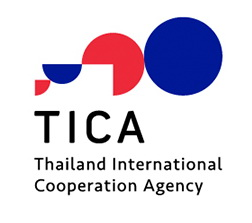 TICA
Thailand International
Cooperation Agency